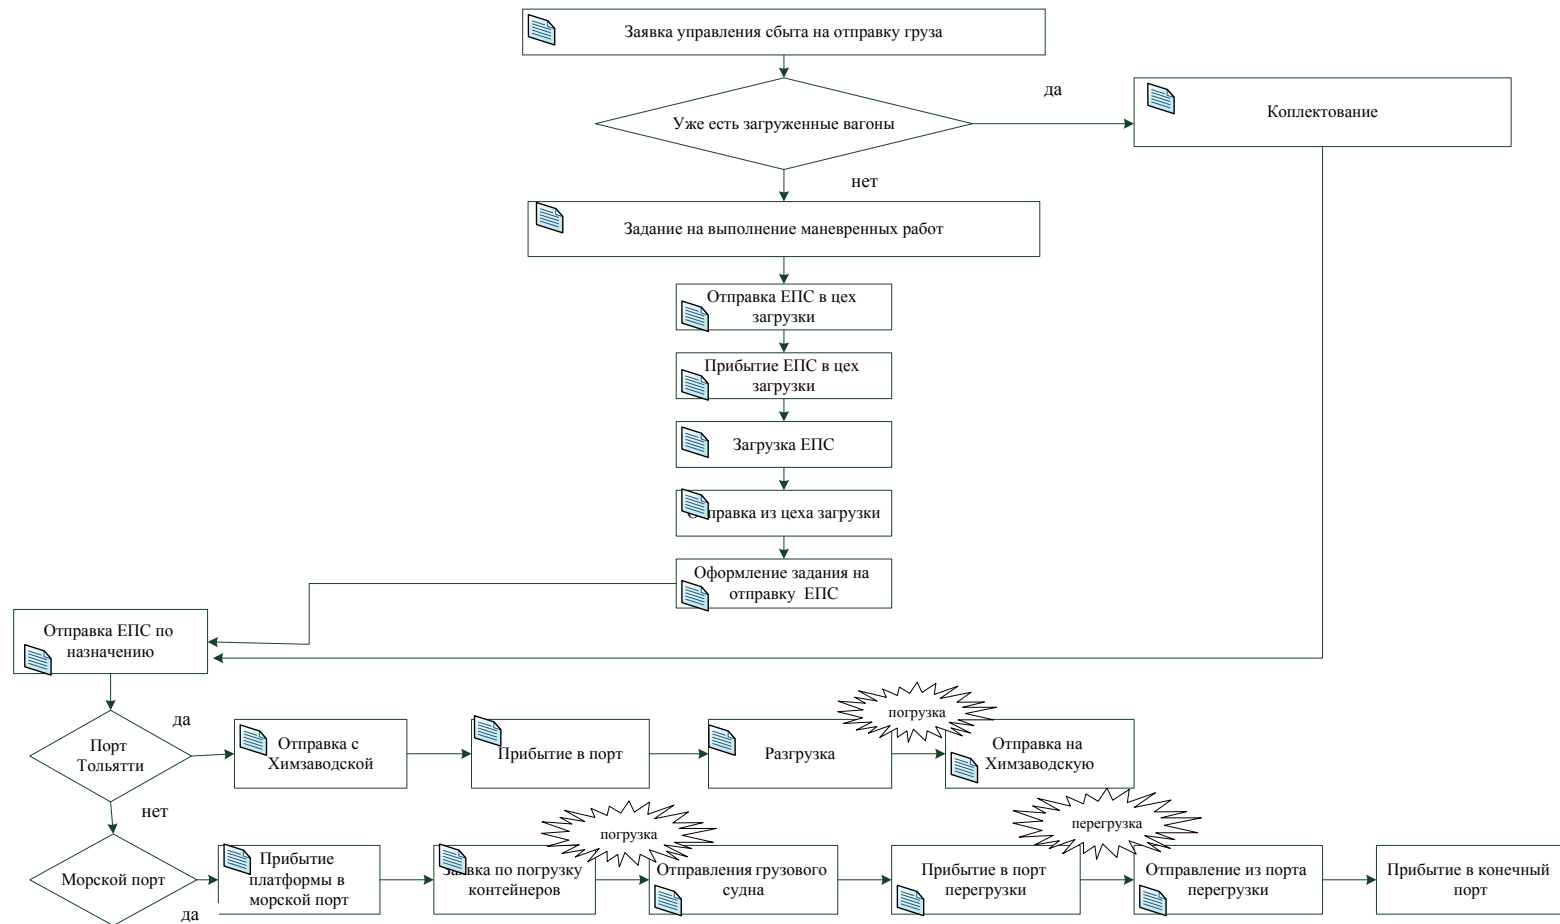 Заявка управления сбыта на отправку груза
да
Уже есть загруженные вагоны
Коплектование
нет
Задание на выполнение маневренных работ
Отправка ЕПС в цех
загрузки
Прибытие ЕПС в цех
загрузки
Загрузка ЕПС
Отправка из цеха загрузки
Оформление задания на
отправку ЕПС
Отправка ЕПС по
назначению
да
Порт
Тольятти
Отправка с
Химзаводской
Прибытие в порт
Разгрузка
погрузка
Отправка на
Химзаводскую
нет
Морской порт
да
Прибытие
платформы в
морской порт
Заявка по погрузку
контейнеров
погрузка
Отправления грузового
судна
Прибытие в порт
перегрузки
перегрузка
Отправление из порта
перегрузки
Прибытие в конечный
порт